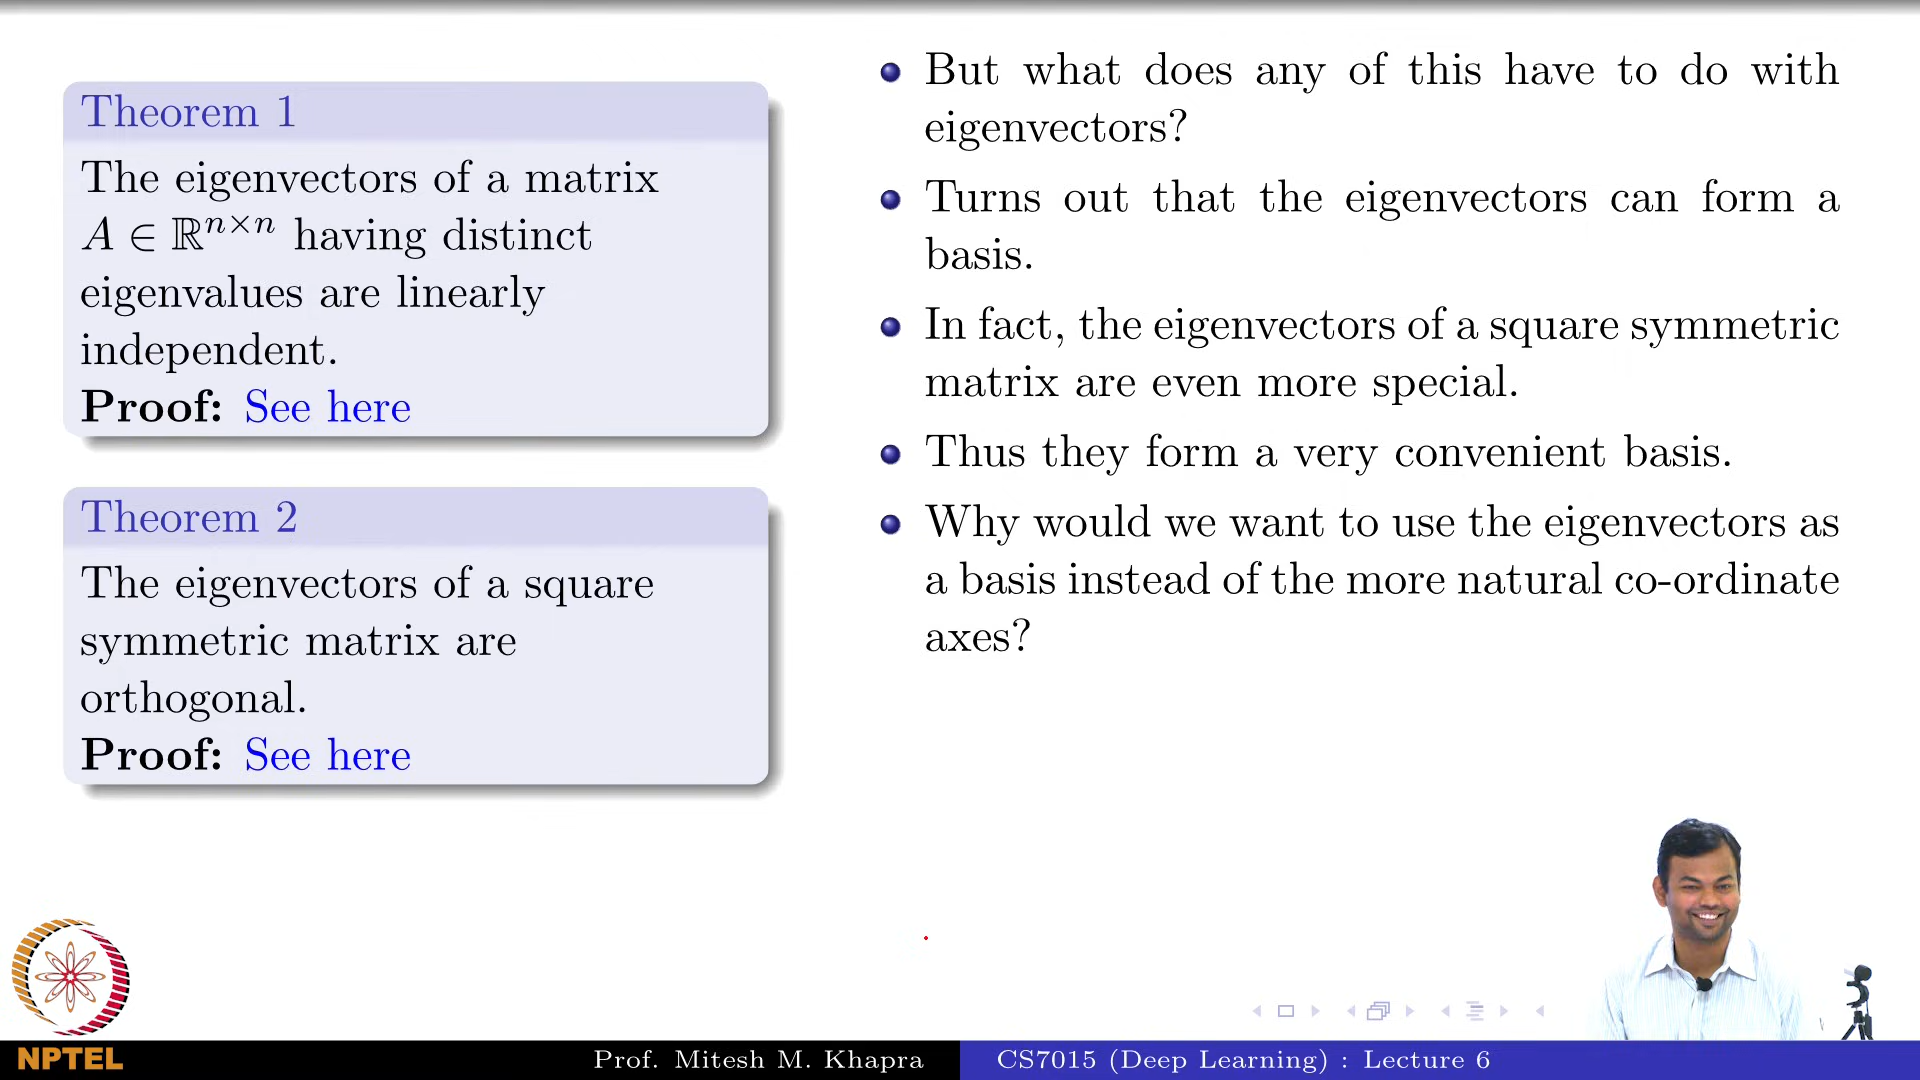 Theorem 1
The eigenvectors of a matrix
A ∈ ℝⁿˣⁿ having distinct
eigenvalues are linearly
independent.
Proof: See here
Theorem 2
The eigenvectors of a square
symmetric matrix are
orthogonal.
Proof: See here
But what does any of this have to do with
eigenvectors?
Turns out that the eigenvectors can form a
basis.
In fact, the eigenvectors of a square symmetric
matrix are even more special.
Thus they form a very convenient basis.
Why would we want to use the eigenvectors as
a basis instead of the more natural co-ordinate
axes?
NPTEL
Prof. Mitesh M. Khapra
CS7015 (Deep Learning) : Lecture 6